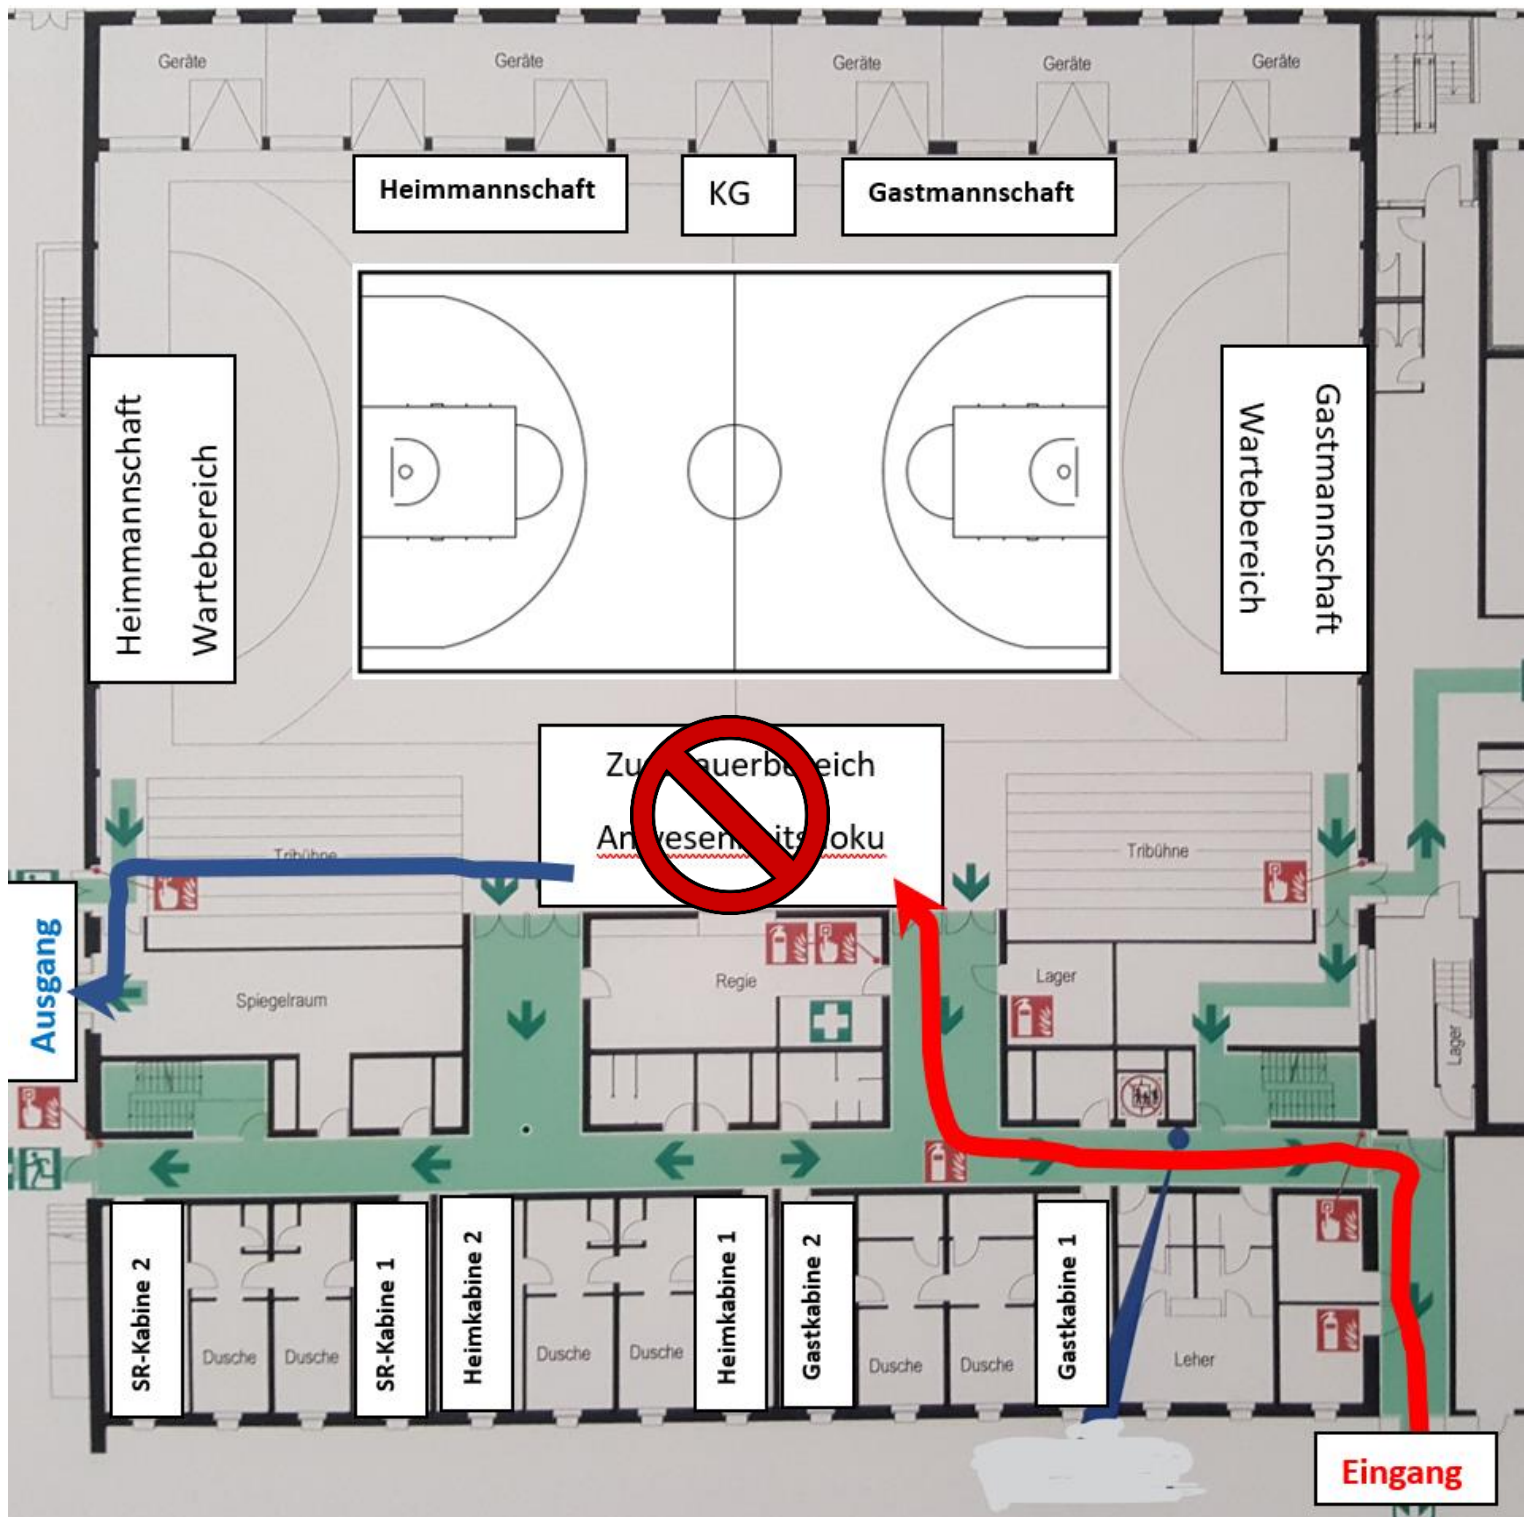 Geräte
Geräte
Geräte
Geräte
Geräte
Heimmannschaft
KG
Gastmannschaft
Heimmannschaft
Wartebereich
Gastmannschaft
Wartebereich
Tribühne
Tribühne
Ausgang
Spiegelraum
Regie
Lager
Lager
SR-Kabine 2
Dusche
Dusche
SR-Kabine 1
Heimkabine 2
Dusche
Dusche
Heimkabine 1
Gastkabine 2
Dusche
Dusche
Gastkabine 1
Leher
Eingang